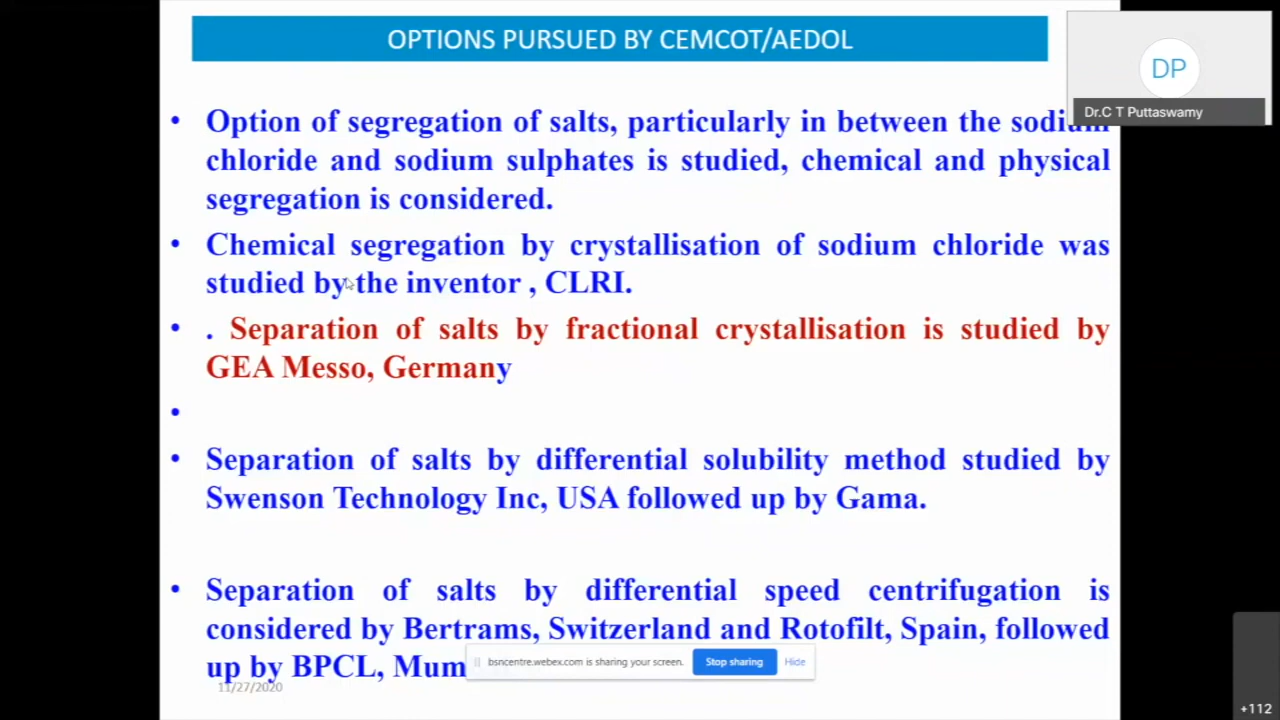 OPTIONS PURSUED BY CEMCOT/AEDOL
DP
Dr.C T Puttaswamy
• Option of segregation of salts, particularly in between the sodium
chloride and sodium sulphates is studied, chemical and physical
segregation is considered.
• Chemical segregation by crystallisation of sodium chloride was
studied by the inventor , CLRI.
• . Separation of salts by fractional crystallisation is studied by
GEA Messo, Germany
•
• Separation of salts by differential solubility method studied by
Swenson Technology Inc, USA followed up by Gama.
• Separation of salts by differential speed centrifugation is
considered by Bertrams, Switzerland and Rotofilt, Spain, followed
up by BPCL,
bsncentre.webex.com is sharing your screen. Stop sharing Hide
11/27/2020
+112